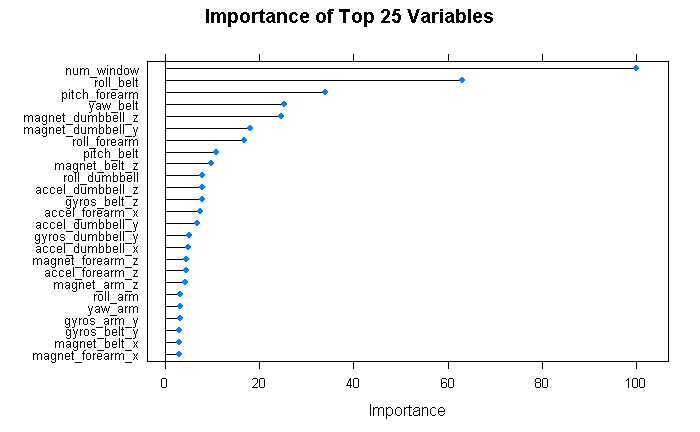 Importance of Top 25 Variables
num_window
roll_belt
pitch_forearm
yaw_belt
magnet_dumbbell_z
magnet_dumbbell_y
roll_forearm
pitch_belt
magnet_belt_z
roll_dumbbell
accel_dumbbell_z
gyros_belt_z
accel_forearm_x
accel_dumbbell_y
gyros_dumbbell_y
accel_dumbbell_x
magnet_forearm_z
accel_forearm_z
magnet_arm_z
roll_arm
yaw_arm
gyros_arm_y
gyros_belt_y
magnet_belt_x
magnet_forearm_x
0 20 40 60 80 100
Importance